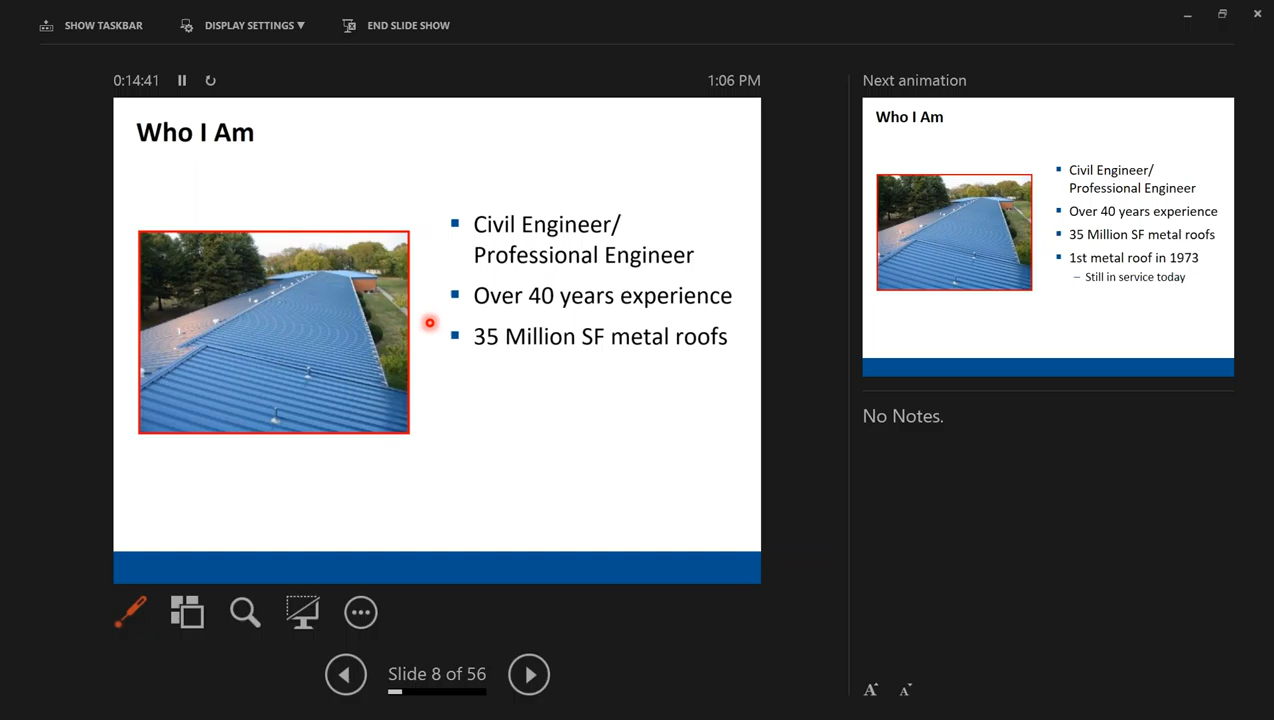 SHOW TASKBAR
DISPLAY SETTINGS ▼
END SLIDE SHOW
0:14:41
1:06 PM
Who I Am
▪ Civil Engineer/
Professional Engineer
▪ Over 40 years experience
▪ 35 Million SF metal roofs
Slide 8 of 56
Next animation
Who I Am
▪ Civil Engineer/
Professional Engineer
▪ Over 40 years experience
▪ 35 Million SF metal roofs
▪ 1st metal roof in 1973
– Still in service today
No Notes.
A A